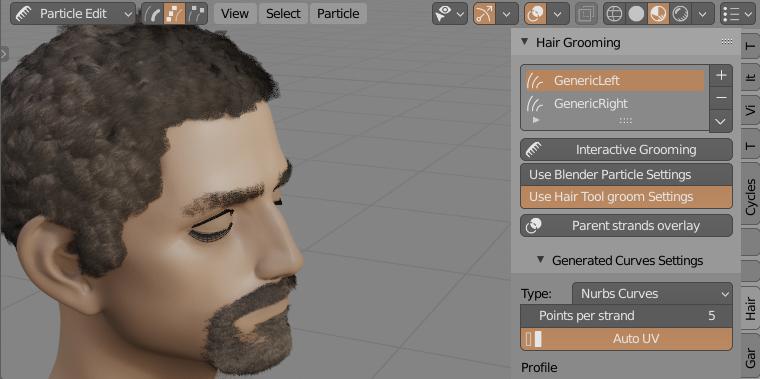 Particle Edit View Select Particle
Hair Grooming
GenericLeft
GenericRight
Interactive Grooming
Use Blender Particle Settings
Use Hair Tool groom Settings
Parent strands overlay
Generated Curves Settings
Type: Nurbs Curves
Points per strand 5
Auto UV
Profile
T
It
Vi
T
Cycles
Hair
Gar